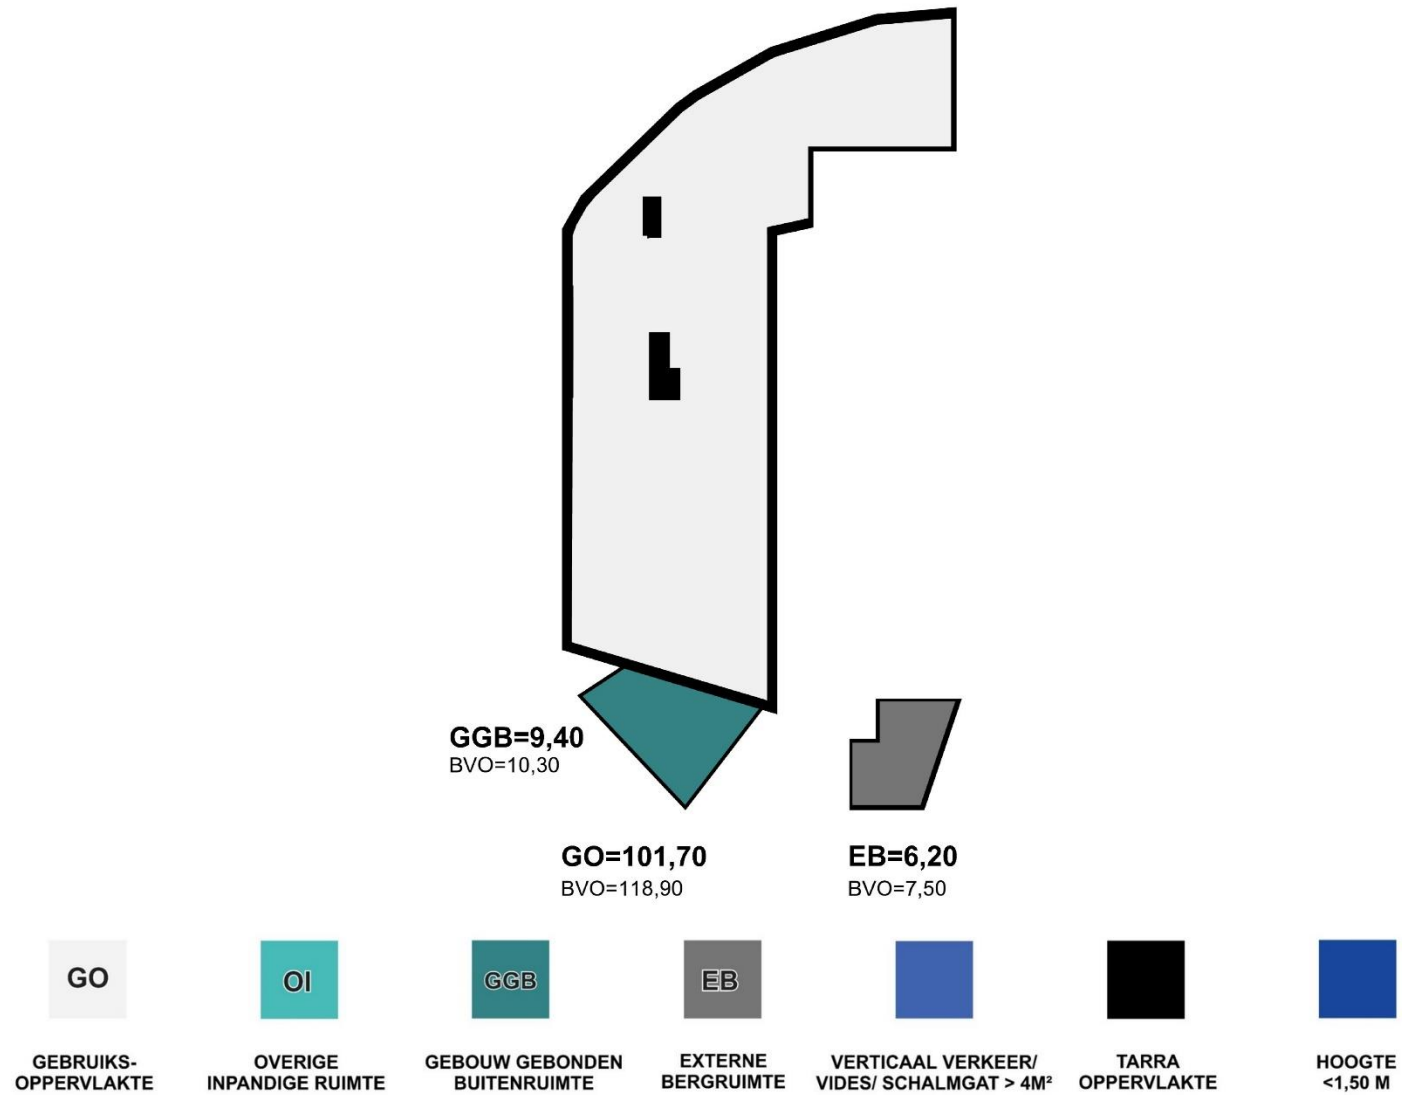 GGB=9,40
BVO=10,30
GO=101,70
BVO=118,90
EB=6,20
BVO=7,50
GO
OI
GGB
EB
GEBRUIKS-
OPPERVLAKTE
OVERIGE
INPANDIGE RUIMTE
GEBOUW GEBONDEN
BUITENRUIMTE
EXTERNE
BERGRUIMTE
VERTICAAL VERKEER/
VIDES/ SCHALMGAT > 4M²
TARRA
OPPERVLAKTE
HOOGTE
<1,50 M